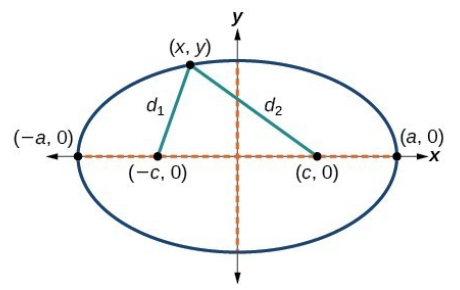 y
(x, y)
d₁
d₂
(−a, 0)
(a, 0)
x
(−c, 0)
(c, 0)